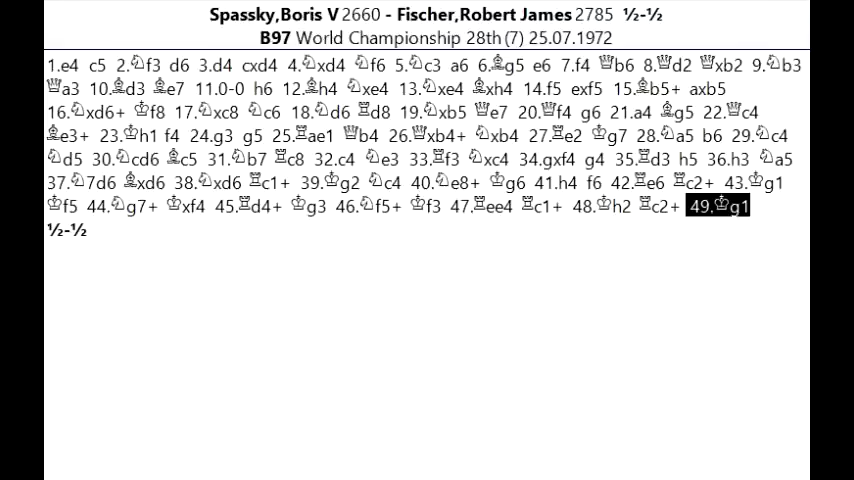 Spassky,Boris V 2660 - Fischer,Robert James 2785 ½-½
B97 World Championship 28th (7) 25.07.1972
1.e4 c5 2.♘f3 d6 3.d4 cxd4 4.♘xd4 ♘f6 5.♘c3 a6 6.♗g5 e6 7.f4 ♕b6 8.♕d2 ♕xb2 9.♘b3
♕a3 10.♗d3 ♗e7 11.0-0 h6 12.♗h4 ♘xe4 13.♘xe4 ♗xh4 14.f5 exf5 15.♗b5+ axb5
16.♘xd6+ ♔f8 17.♘xc8 ♘c6 18.♘d6 ♖d8 19.♘xb5 ♕e7 20.♕f4 g6 21.a4 ♗g5 22.♕c4
♗e3+ 23.♔h1 f4 24.g3 g5 25.♖ae1 ♕b4 26.♕xb4+ ♘xb4 27.♖e2 ♔g7 28.♘a5 b6 29.♘c4
♘d5 30.♘cd6 ♗c5 31.♘b7 ♖c8 32.c4 ♘e3 33.♖f3 ♘xc4 34.gxf4 g4 35.♖d3 h5 36.h3 ♘a5
37.♘7d6 ♗xd6 38.♘xd6 ♖c1+ 39.♔g2 ♘c4 40.♘e8+ ♔g6 41.h4 f6 42.♖e6 ♖c2+ 43.♔g1
♔f5 44.♘g7+ ♔xf4 45.♖d4+ ♔g3 46.♘f5+ ♔f3 47.♖ee4 ♖c1+ 48.♔h2 ♖c2+ 49.♔g1
½-½